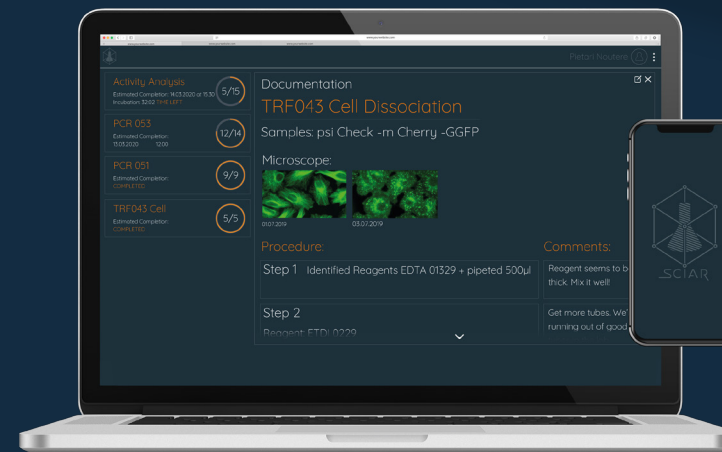 Pieton Noutare
Activity Analysis
Estimated Completion: 14.03.2020 at 15:30
Incubation: 32:02 TIME LEFT
5/15
PCR 053
Estimated Completion:
13.03.2020 12:00
12/14
PCR 051
Estimated Completion:
COMPLETED
9/9
TRF043 Cell
Estimated Completion:
COMPLETED
5/5
Documentation
TRF043 Cell Dissociation
Samples: psi Check -m Cherry -GGFP
Microscope:
01.07.2019
03.07.2019
Procedure:
Step 1 Identified Reagents EDTA 01329 + pipeted 500µl
Step 2
Reagent: ETDI 0229
Comments:
Reagent seems to b
thick. Mix it well!
Get more tubes. We'
running out of good
SCIAR